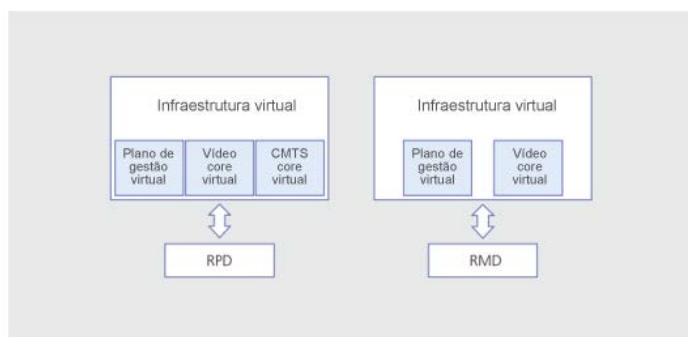 Infraestrutura virtual
Plano de
gestão
virtual
Vídeo
core
virtual
CMTS
core
virtual
RPD
Infraestrutura virtual
Plano de
gestão
virtual
Vídeo
core
virtual
RMD